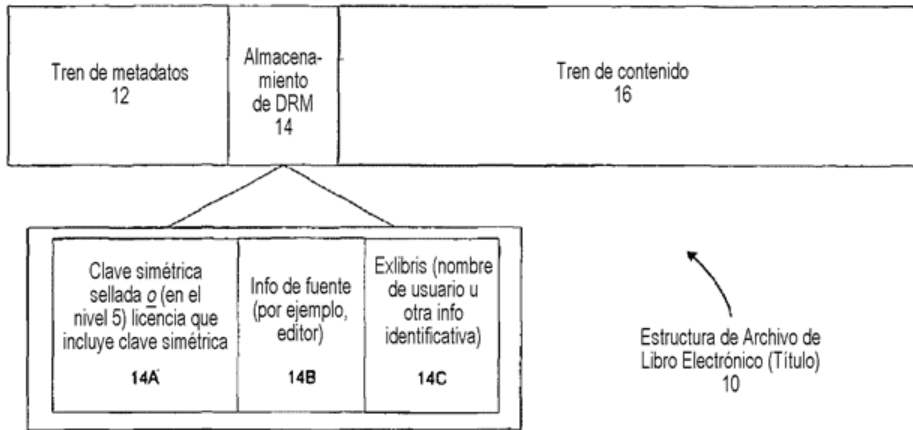 Tren de metadatos
12
Almacena-
miento
de DRM
14
Tren de contenido
16
Clave simétrica
sellada o (en el
nivel 5) licencia que
incluye clave simétrica
14A
Info de fuente
(por ejemplo,
editor)
14B
Exlibris (nombre
de usuario u
otra info
identificativa)
14C
Estructura de Archivo de
Libro Electrónico (Título)
10